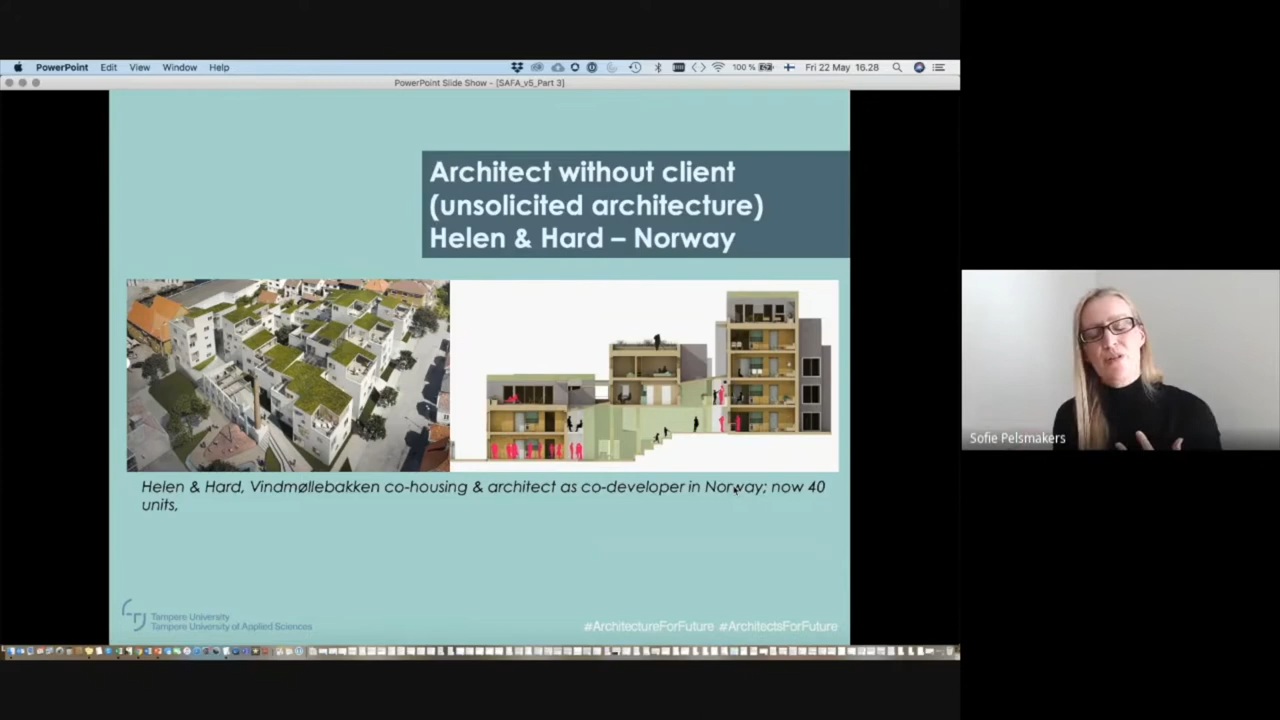 PowerPoint Edit View Window Help 100 % Fri 22 May 16.28
PowerPoint Slide Show - [SAFA_v5_Part 3]
Architect without client
(unsolicited architecture)
Helen & Hard – Norway
Helen & Hard, Vindmøllebakken co-housing & architect as co-developer in Norway; now 40
units,
Tampere University
Tampere University of Applied Sciences
#ArchitectureForFuture #ArchitectsForFuture
Sofie Pelsmakers